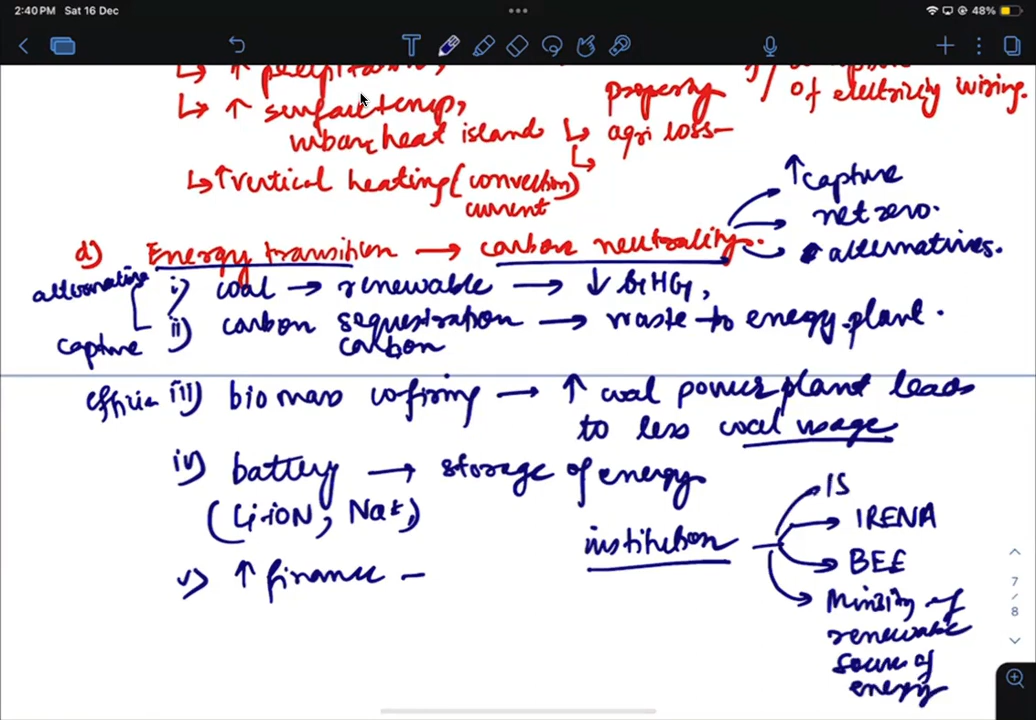 2:40 PM Sat 16 Dec
48%
↳ ↑ precipitation,
↳ ↑ surface temp,
urban heat island
property
↳ agri loss-
↳
of electricity wiring.
↳ ↑ vertical heating (convection)
current
d) Energy transition → carbon neutrality.
↑ capture
net zero.
alternatives.
alternative
i) coal → renewable → ↓ GHG,
capture
ii) carbon sequestration → waste to energy plant.
carbon
iii) biomass cofiring → ↑ coal power plant leads
to less coal usage
iv) battery → storage of energy
(Li-ion, Na+,)
v) ↑ finance -
institution
IS
IRENA
BEE
Ministry of
renewable
source of
energy
7
/
8